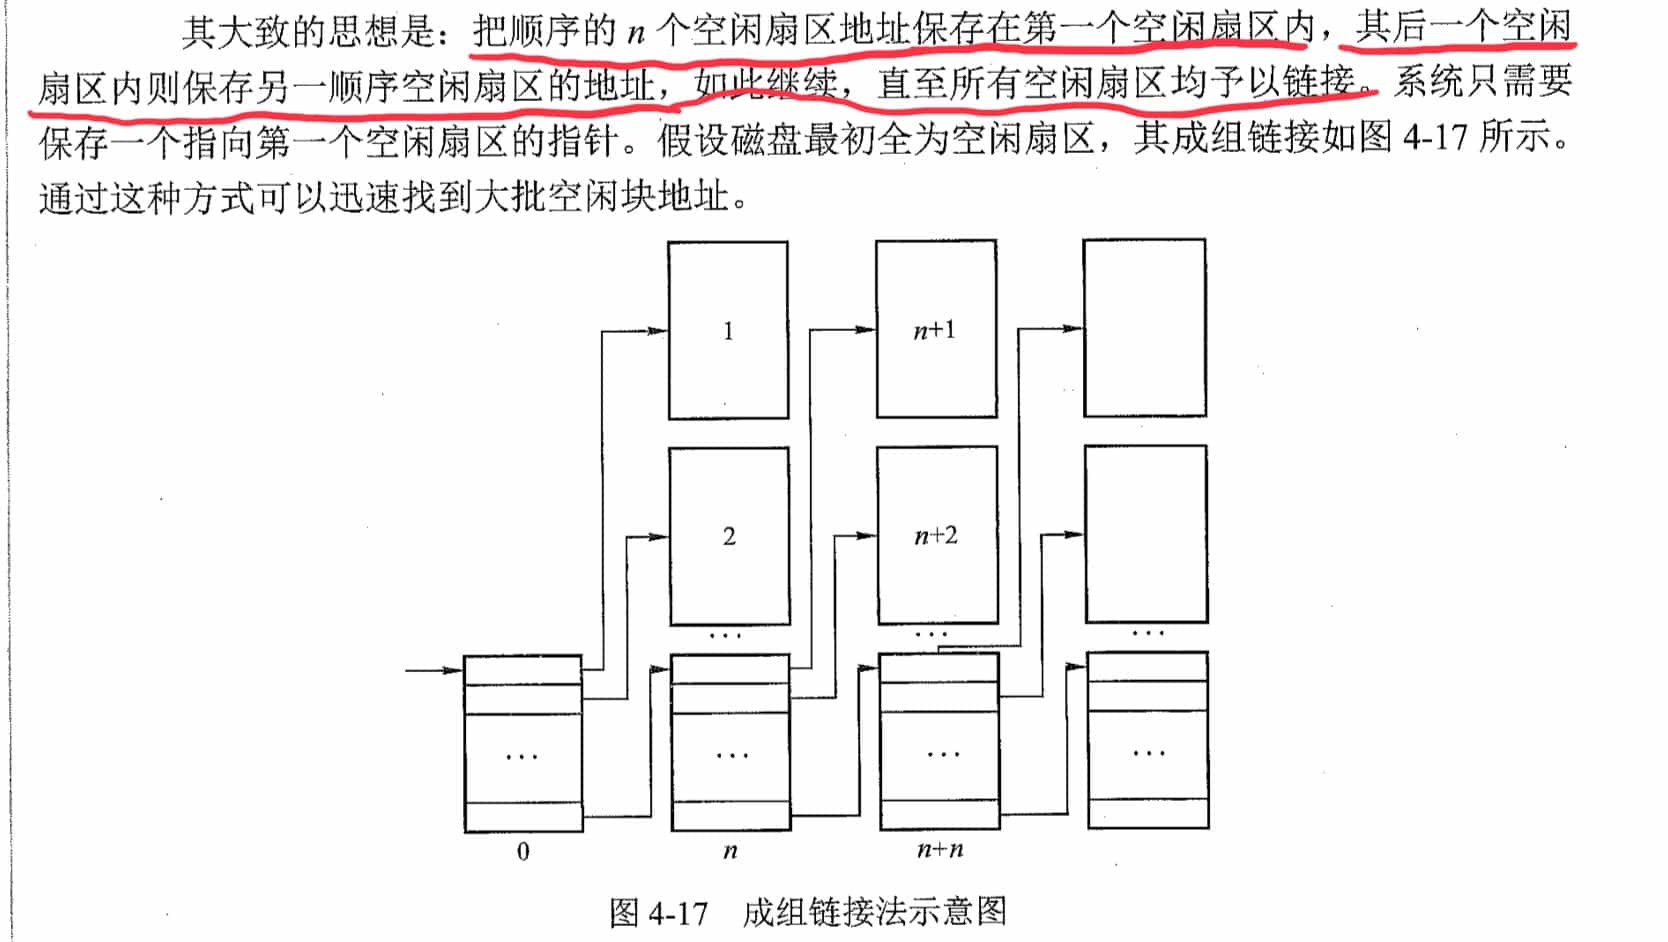 其大致的思想是：把顺序的 n 个空闲扇区地址保存在第一个空闲扇区内，其后一个空闲
扇区内则保存另一顺序空闲扇区的地址，如此继续，直至所有空闲扇区均予以链接。系统只需要
保存一个指向第一个空闲扇区的指针。假设磁盘最初全为空闲扇区，其成组链接如图 4-17 所示。
通过这种方式可以迅速找到大批空闲块地址。
1
n+1
2
n+2
…
…
…
…
…
…
…
0
n
n+n
图 4-17 成组链接法示意图